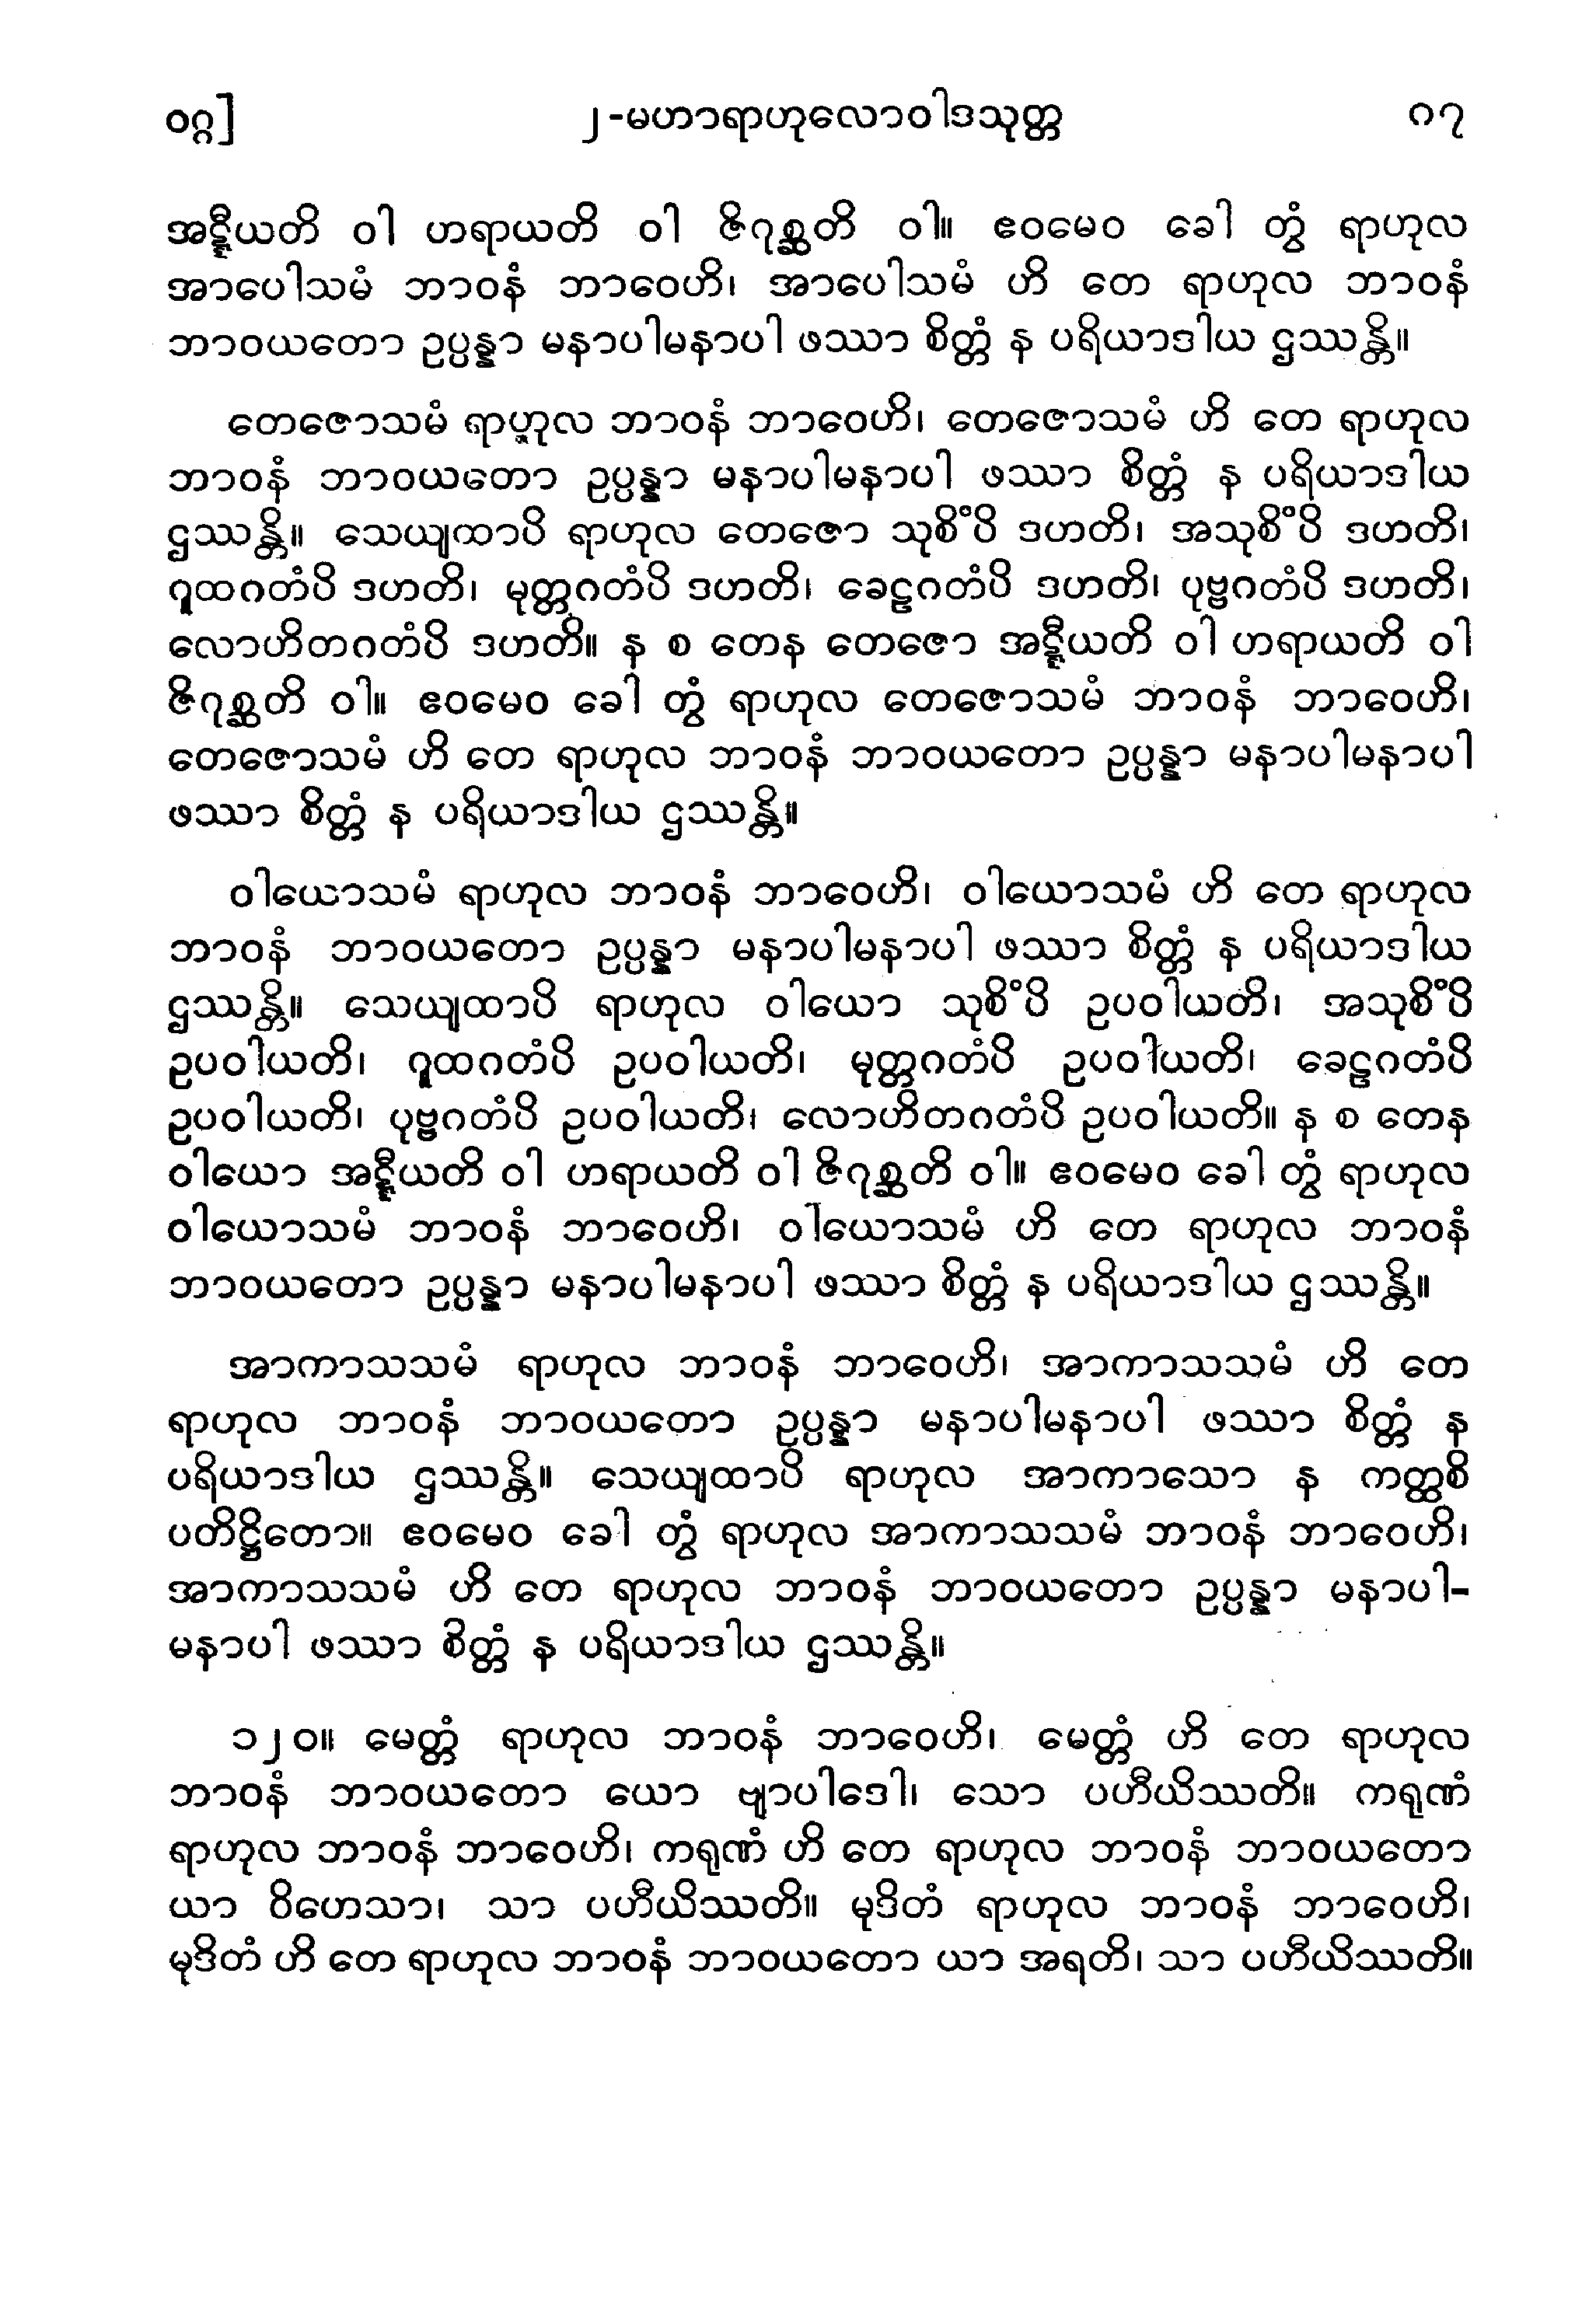 ၀ဂ္ဂ] ၂-မဟာရာဟုလောဝါဒသုတ္တ ဂ၇
အဋ္ဋီယတိ ဝါ ဟရာယတိ ဝါ ဇိဂုစ္ဆတိ ဝါ။ ဧဝမေဝ ခေါ တွံ ရာဟုလ
အာပေါသမံ ဘာဝနံ ဘာဝေဟိ၊ အာပေါသမံ ဟိ တေ ရာဟုလ ဘာဝနံ
ဘာဝယတော ဥပ္ပန္နာ မနာပါမနာပါ ဖဿာ စိတ္တံ န ပရိယာဒါယ ဌဿန္တိ။
တေဇောသမံ ရာဟုလ ဘာဝနံ ဘာဝေဟိ၊ တေဇောသမံ ဟိ တေ ရာဟုလ
ဘာဝနံ ဘာဝယတော ဥပ္ပန္နာ မနာပါမနာပါ ဖဿာ စိတ္တံ န ပရိယာဒါယ
ဌဿန္တိ။ သေယျထာပိ ရာဟုလ တေဇော သုစိံပိ ဒဟတိ၊ အသုစိံပိ ဒဟတိ၊
ဂူထဂတံပိ ဒဟတိ၊ မုတ္တဂတံပိ ဒဟတိ၊ ခေဠဂတံပိ ဒဟတိ၊ ပုဗ္ဗဂတံပိ ဒဟတိ၊
လောဟိတဂတံပိ ဒဟတိ။ န စ တေန တေဇော အဋ္ဋီယတိ ဝါ ဟရာယတိ ဝါ
ဇိဂုစ္ဆတိ ဝါ။ ဧဝမေဝ ခေါ တွံ ရာဟုလ တေဇောသမံ ဘာဝနံ ဘာဝေဟိ၊
တေဇောသမံ ဟိ တေ ရာဟုလ ဘာဝနံ ဘာဝယတော ဥပ္ပန္နာ မနာပါမနာပါ
ဖဿာ စိတ္တံ န ပရိယာဒါယ ဌဿန္တိ။
ဝါယောသမံ ရာဟုလ ဘာဝနံ ဘာဝေဟိ၊ ဝါယောသမံ ဟိ တေ ရာဟုလ
ဘာဝနံ ဘာဝယတော ဥပ္ပန္နာ မနာပါမနာပါ ဖဿာ စိတ္တံ န ပရိယာဒါယ
ဌဿန္တိ။ သေယျထာပိ ရာဟုလ ဝါယော သုစိံပိ ဥပဝါယတိ၊ အသုစိံပိ
ဥပဝါယတိ၊ ဂူထဂတံပိ ဥပဝါယတိ၊ မုတ္တဂတံပိ ဥပဝါယတိ၊ ခေဠဂတံပိ
ဥပဝါယတိ၊ ပုဗ္ဗဂတံပိ ဥပဝါယတိ၊ လောဟိတဂတံပိ ဥပဝါယတိ။ န စ တေန
ဝါယော အဋ္ဋီယတိ ဝါ ဟရာယတိ ဝါ ဇိဂုစ္ဆတိ ဝါ။ ဧဝမေဝ ခေါ တွံ ရာဟုလ
ဝါယောသမံ ဘာဝနံ ဘာဝေဟိ၊ ဝါယောသမံ ဟိ တေ ရာဟုလ ဘာဝနံ
ဘာဝယတော ဥပ္ပန္နာ မနာပါမနာပါ ဖဿာ စိတ္တံ န ပရိယာဒါယ ဌဿန္တိ။
အာကာသသမံ ရာဟုလ ဘာဝနံ ဘာဝေဟိ၊ အာကာသသမံ ဟိ တေ
ရာဟုလ ဘာဝနံ ဘာဝယတော ဥပ္ပန္နာ မနာပါမနာပါ ဖဿာ စိတ္တံ န
ပရိယာဒါယ ဌဿန္တိ။ သေယျထာပိ ရာဟုလ အာကာသော န ကတ္ထစိ
ပတိဋ္ဌိတော။ ဧဝမေဝ ခေါ တွံ ရာဟုလ အာကာသသမံ ဘာဝနံ ဘာဝေဟိ၊
အာကာသသမံ ဟိ တေ ရာဟုလ ဘာဝနံ ဘာဝယတော ဥပ္ပန္နာ မနာပါ-
မနာပါ ဖဿာ စိတ္တံ န ပရိယာဒါယ ဌဿန္တိ။
၁၂၀။ မေတ္တံ ရာဟုလ ဘာဝနံ ဘာဝေဟိ၊ မေတ္တံ ဟိ တေ ရာဟုလ
ဘာဝနံ ဘာဝယတော ယော ဗျာပါဒေါ၊ သော ပဟီယိဿတိ။ ကရုဏံ
ရာဟုလ ဘာဝနံ ဘာဝေဟိ၊ ကရုဏံ ဟိ တေ ရာဟုလ ဘာဝနံ ဘာဝယတော
ယာ ဝိဟေသာ၊ သာ ပဟီယိဿတိ။ မုဒိတံ ရာဟုလ ဘာဝနံ ဘာဝေဟိ၊
မုဒိတံ ဟိ တေ ရာဟုလ ဘာဝနံ ဘာဝယတော ယာ အရတိ၊ သာ ပဟီယိဿတိ။